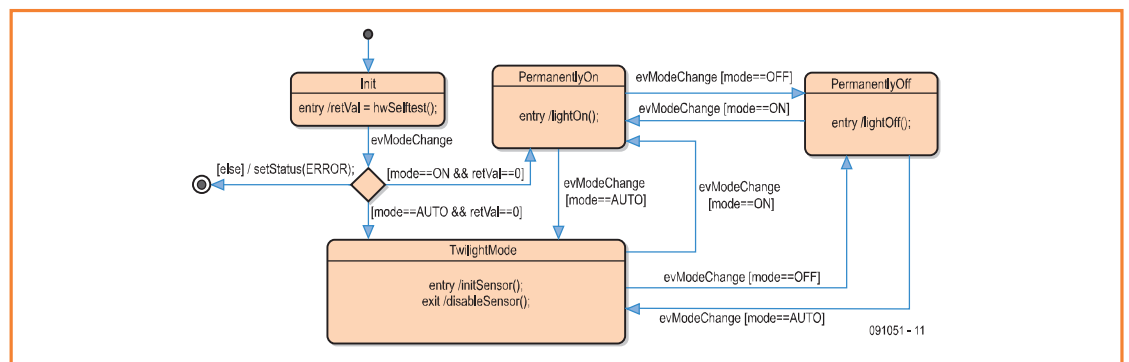 Init
entry /retVal = hwSelftest();
evModeChange
[else] / setStatus(ERROR);
[mode==ON && retVal==0]
[mode==AUTO && retVal==0]
PermanentlyOn
entry /lightOn();
evModeChange [mode==OFF]
evModeChange [mode==ON]
PermanentlyOff
entry /lightOff();
evModeChange
[mode==AUTO]
evModeChange
[mode==ON]
TwilightMode
entry /initSensor();
exit /disableSensor();
evModeChange [mode==OFF]
evModeChange [mode==AUTO]
091051 - 11